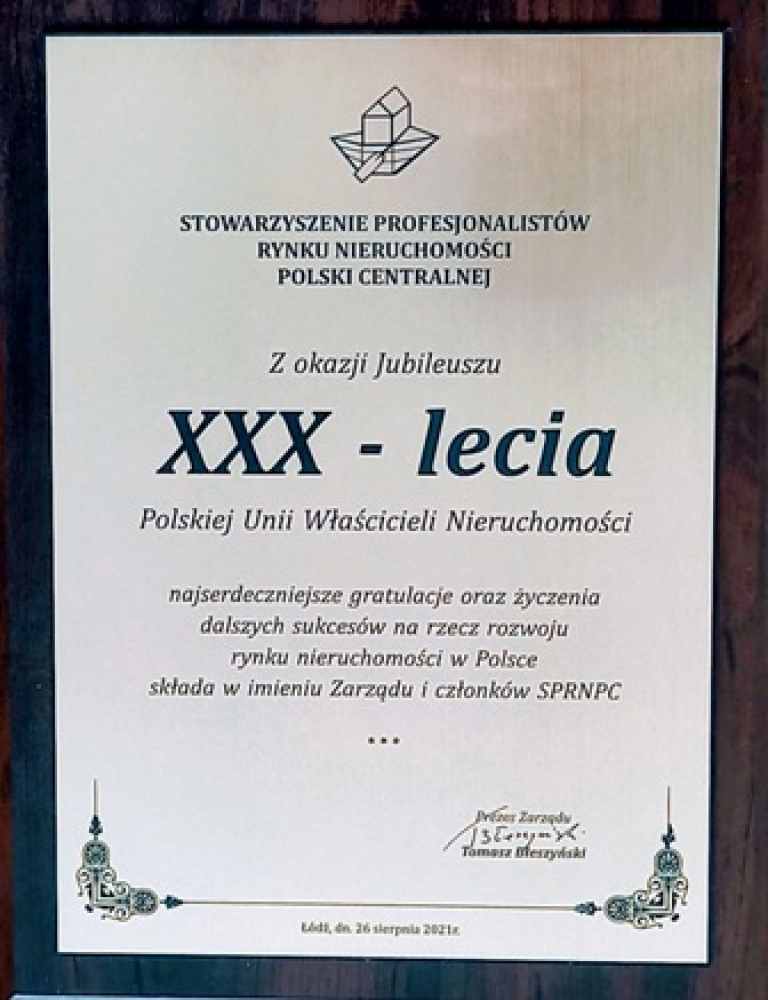 STOWARZYSZENIE PROFESJONALISTÓW
RYNKU NIERUCHOMOŚCI
POLSKI CENTRALNEJ
Z okazji Jubileuszu
XXX - lecia
Polskiej Unii Właścicieli Nieruchomości
najserdeczniejsze gratulacje oraz życzenia
dalszych sukcesów na rzecz rozwoju
rynku nieruchomości w Polsce
składa w imieniu Zarządu i członków SPRNPC
...
Prezes Zarządu
Tomasz Błeszyński
Łódź, dn. 26 sierpnia 2021r.